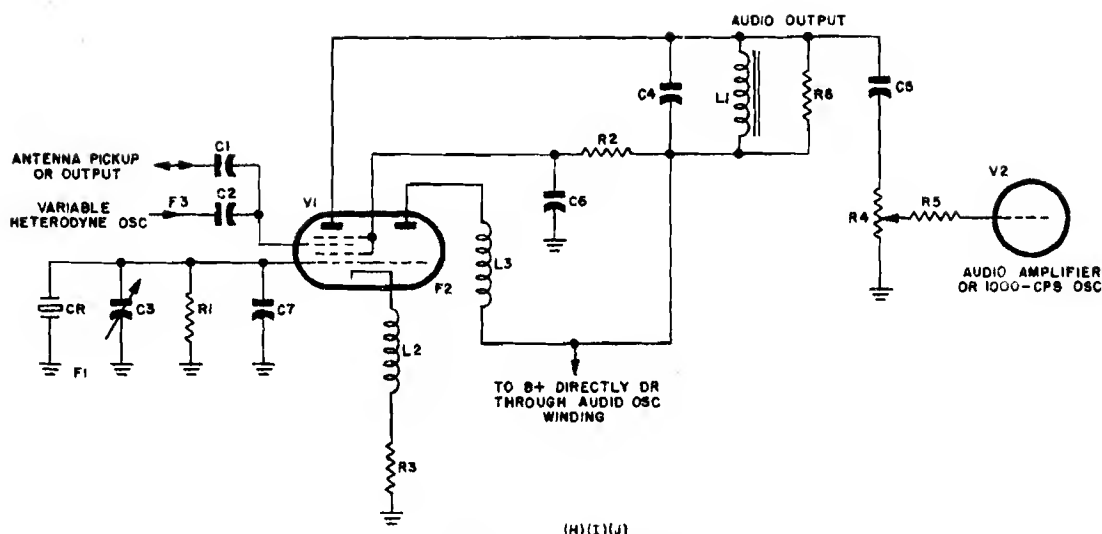 AUDIO OUTPUT
C4
L1
R6
C5
R2
ANTENNA PICKUP
OR OUTPUT
C1
F3
C2
VARIABLE
HETERODYNE OSC
V1
C6
V2
R4
R5
L3
F2
AUDIO AMPLIFIER
OR 1000-CPS OSC
CR
C3
R1
C7
F1
L2
TO B+ DIRECTLY OR
THROUGH AUDIO OSC
WINDING
R3
(H)(I)(J)